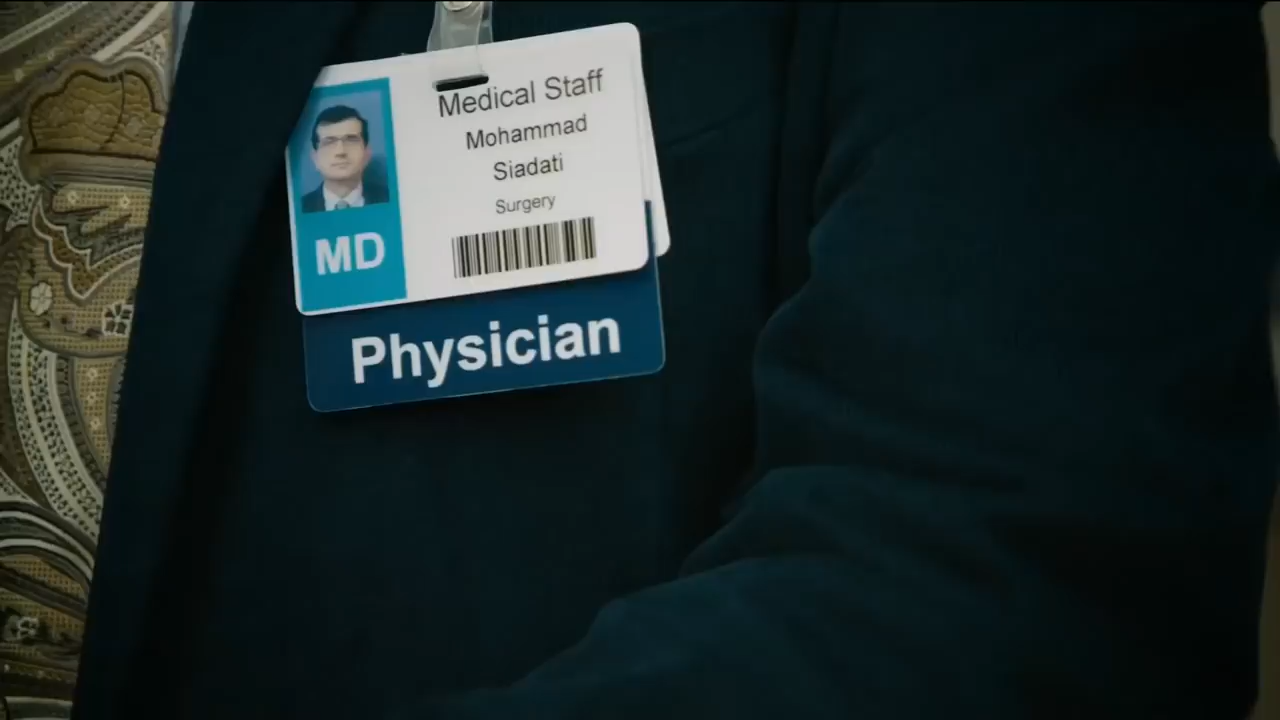 Medical Staff
Mohammad
Siadati
Surgery
MD
Physician